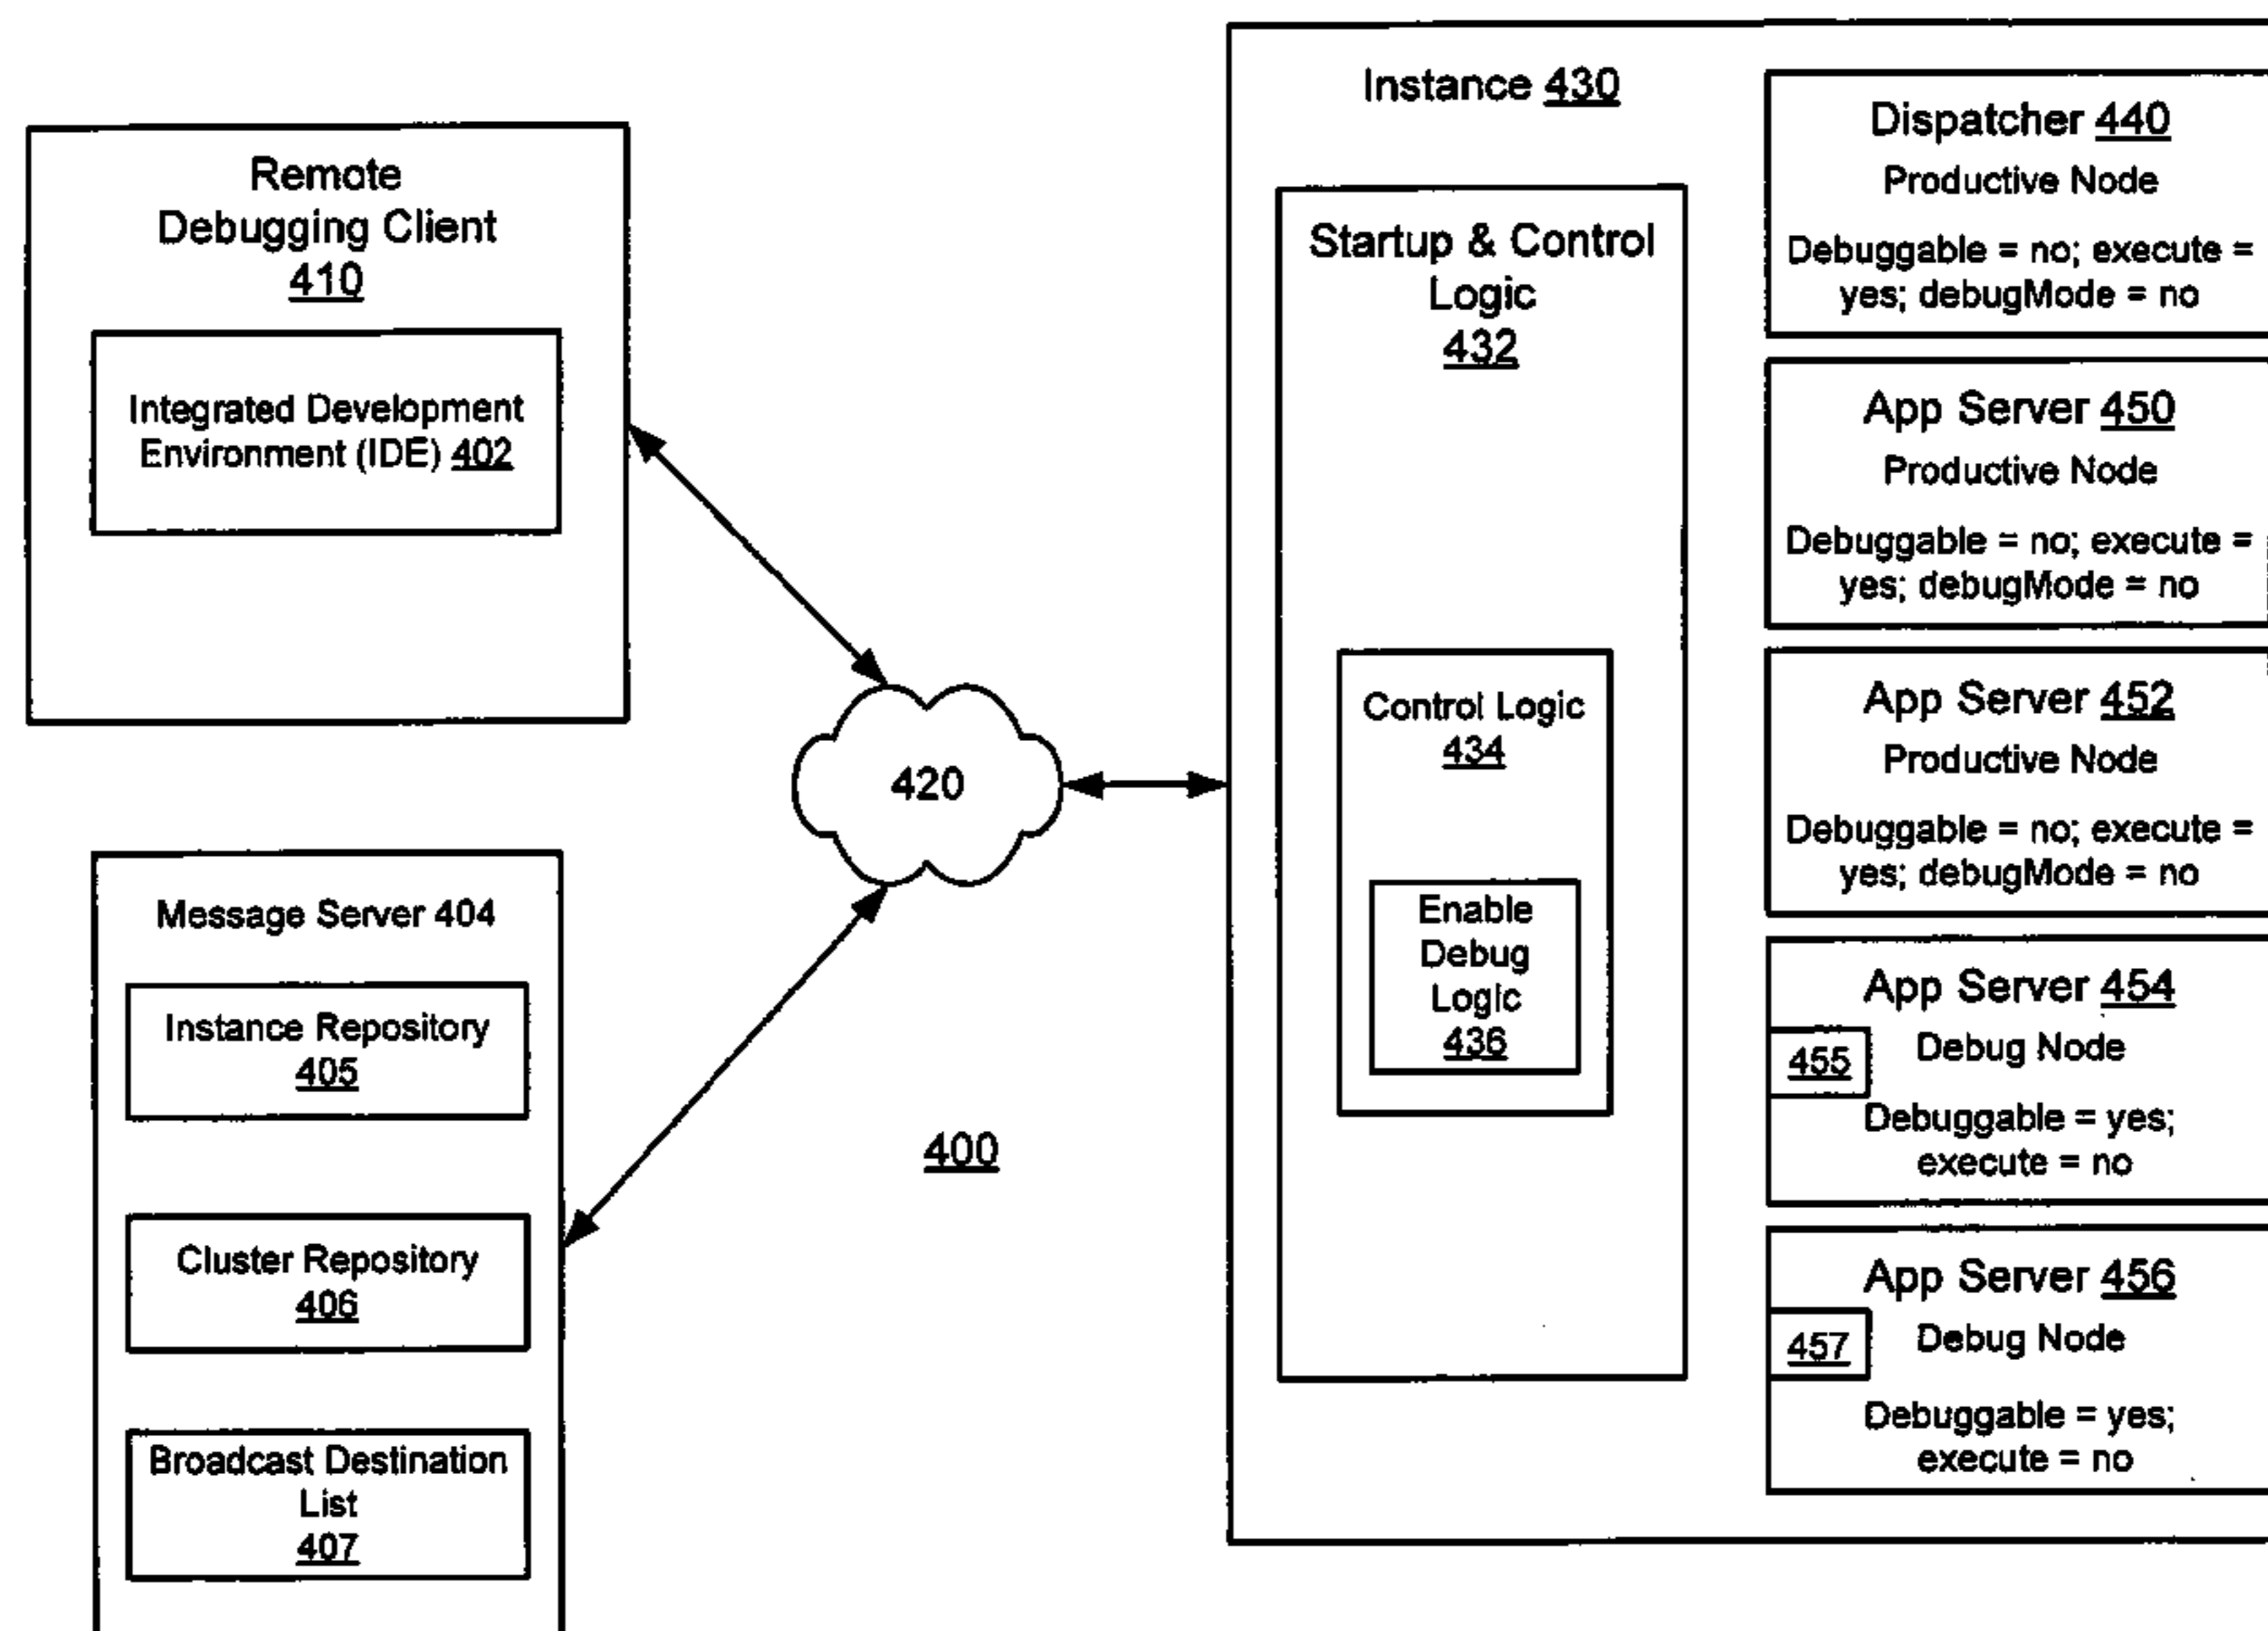 Remote
Debugging Client
410
Integrated Development
Environment (IDE) 402
Message Server 404
Instance Repository
405
Cluster Repository
406
Broadcast Destination
List
407
420
400
Instance 430
Startup & Control
Logic
432
Control Logic
434
Enable
Debug
Logic
436
Dispatcher 440
Productive Node
Debuggable = no; execute =
yes; debugMode = no
App Server 450
Productive Node
Debuggable = no; execute =
yes; debugMode = no
App Server 452
Productive Node
Debuggable = no; execute =
yes; debugMode = no
App Server 454
Debug Node
455
Debuggable = yes;
execute = no
App Server 456
Debug Node
457
Debuggable = yes;
execute = no